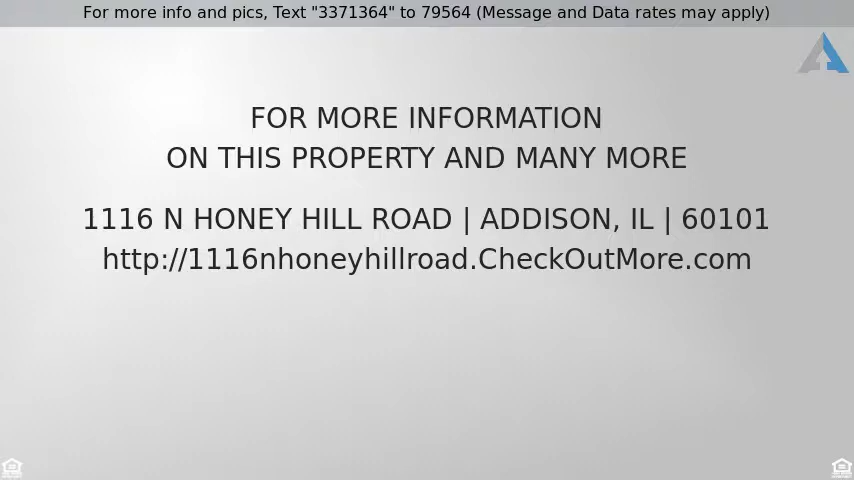 For more info and pics, Text "3371364" to 79564 (Message and Data rates may apply)
FOR MORE INFORMATION
ON THIS PROPERTY AND MANY MORE
1116 N HONEY HILL ROAD | ADDISON, IL | 60101
http://1116nhoneyhillroad.CheckOutMore.com